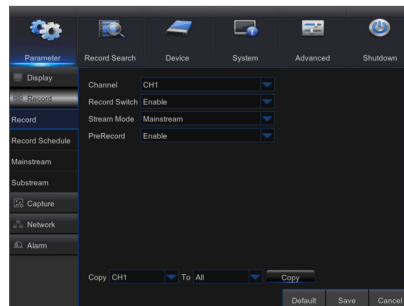 Parameter Record Search Device System Advanced Shutdown
Display
Record
Record
Record Schedule
Mainstream
Substream
Capture
Network
Alarm
Channel CH1
Record Switch Enable
Stream Mode Mainstream
PreRecord Enable
Copy CH1 To All Copy
Default Save Cancel